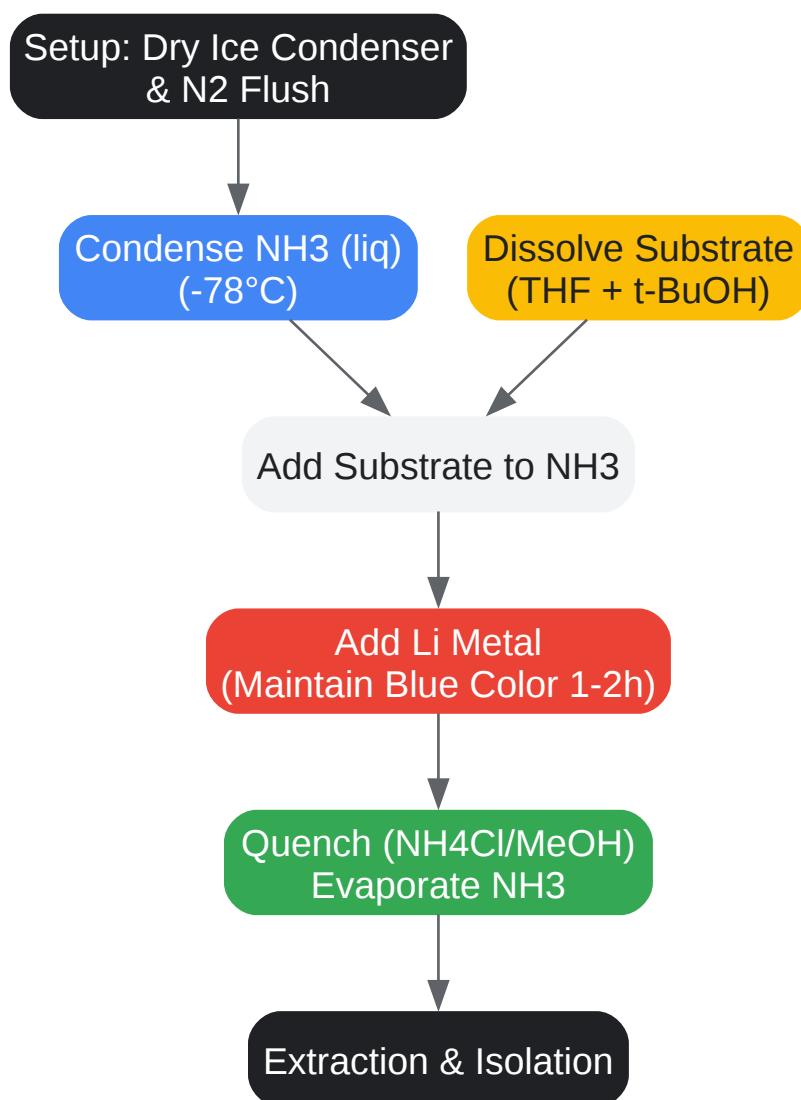 Setup: Dry Ice Condenser
& N2 Flush
Condense NH3 (liq)
(-78°C)
Dissolve Substrate
(THF + t-BuOH)
Add Substrate to NH3
Add Li Metal
(Maintain Blue Color 1-2h)
Quench (NH4Cl/MeOH)
Evaporate NH3
Extraction & Isolation